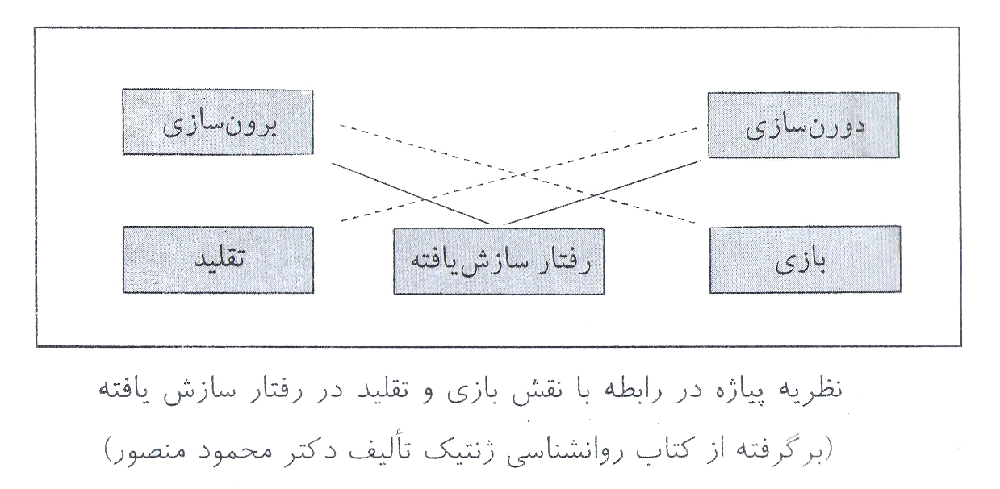 دورن‌سازی
برون‌سازی
بازی
رفتار سازش‌یافته
تقلید
نظریه پیاژه در رابطه با نقش بازی و تقلید در رفتار سازش یافته
(برگرفته از کتاب روانشناسی ژنتیک تألیف دکتر محمود منصور)